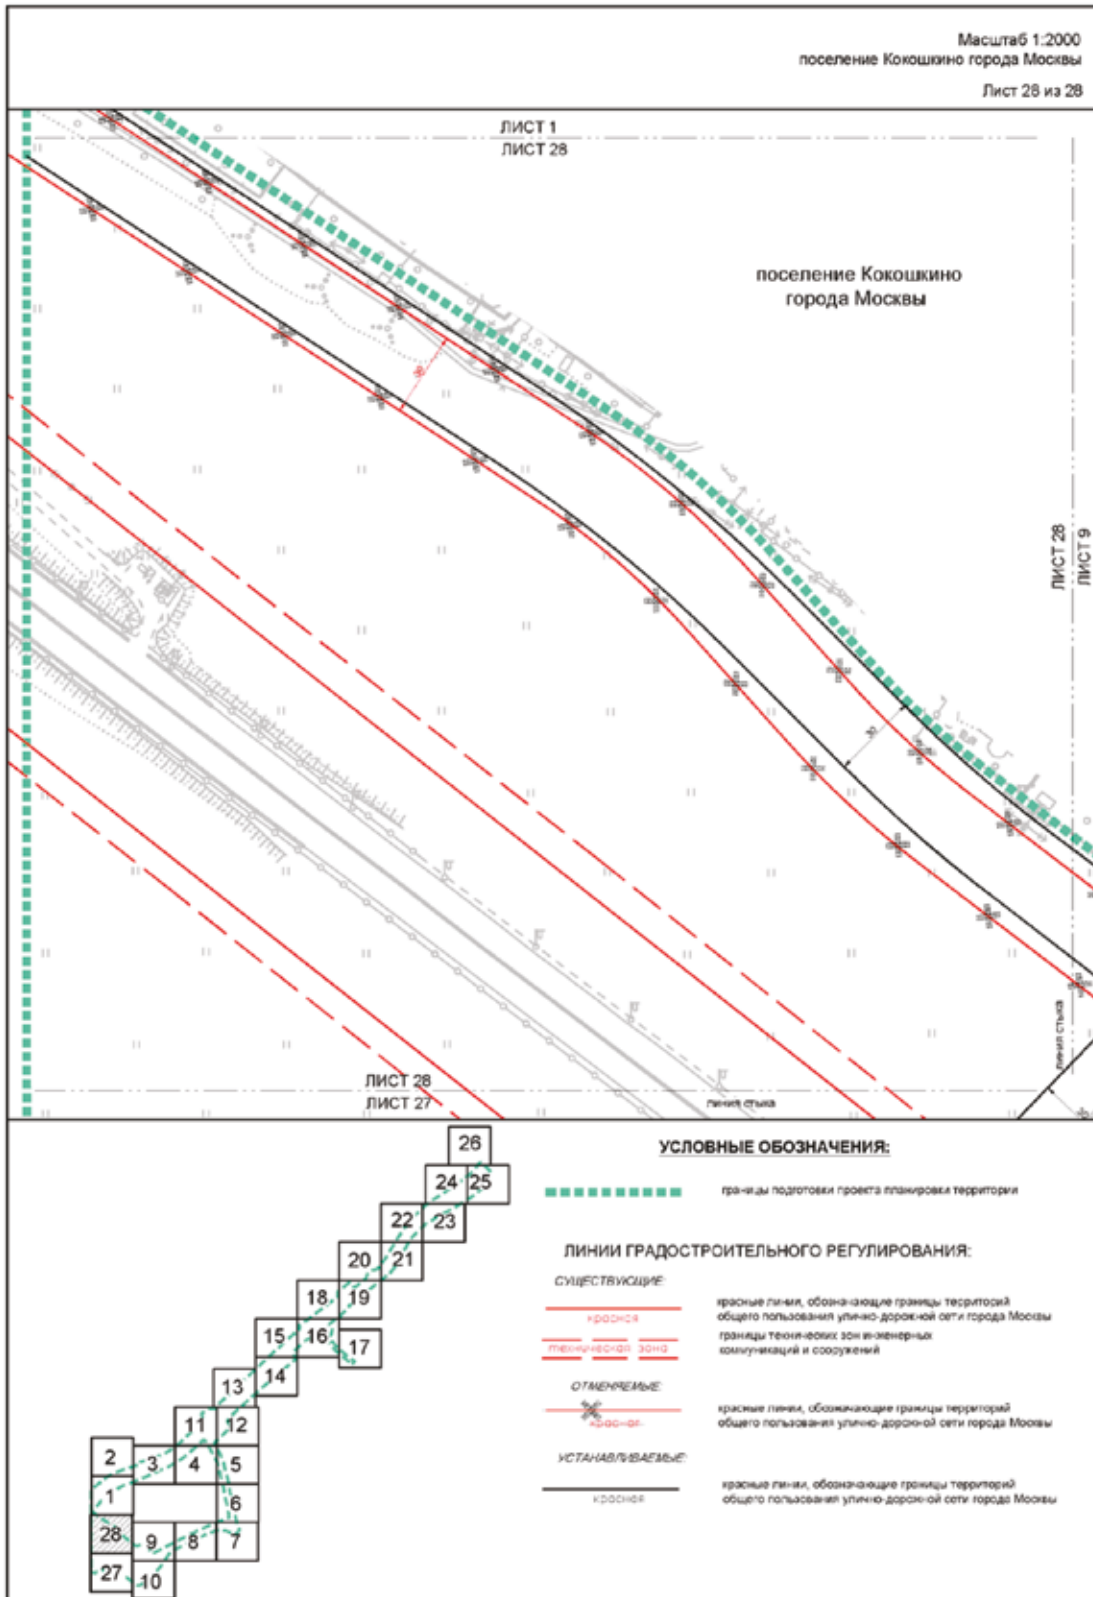 Масштаб 1:2000
поселение Кокошкино города Москвы
Лист 28 из 28
ЛИСТ 1
ЛИСТ 28
поселение Кокошкино
города Москвы
ЛИСТ 28
ЛИСТ 9
30
линия стыка
ЛИСТ 28
ЛИСТ 27
линия стыка
УСЛОВНЫЕ ОБОЗНАЧЕНИЯ:
границы подготовки проекта планировки территории
ЛИНИИ ГРАДОСТРОИТЕЛЬНОГО РЕГУЛИРОВАНИЯ:
СУЩЕСТВУЮЩИЕ:
красная
красные линии, обозначающие границы территорий
общего пользования улично-дорожной сети города Москвы
техническая зона
границы технических зон инженерных
коммуникаций и сооружений
ОТМЕНЯЕМЫЕ:
красная
красные линии, обозначающие границы территорий
общего пользования улично-дорожной сети города Москвы
УСТАНАВЛИВАЕМЫЕ:
красная
красные линии, обозначающие границы территорий
общего пользования улично-дорожной сети города Москвы
26
24 25
22 23
20 21
18 19
15 16 17
14
13
11 12
2 3 4 5
1 6
28 9 8 7
27 10